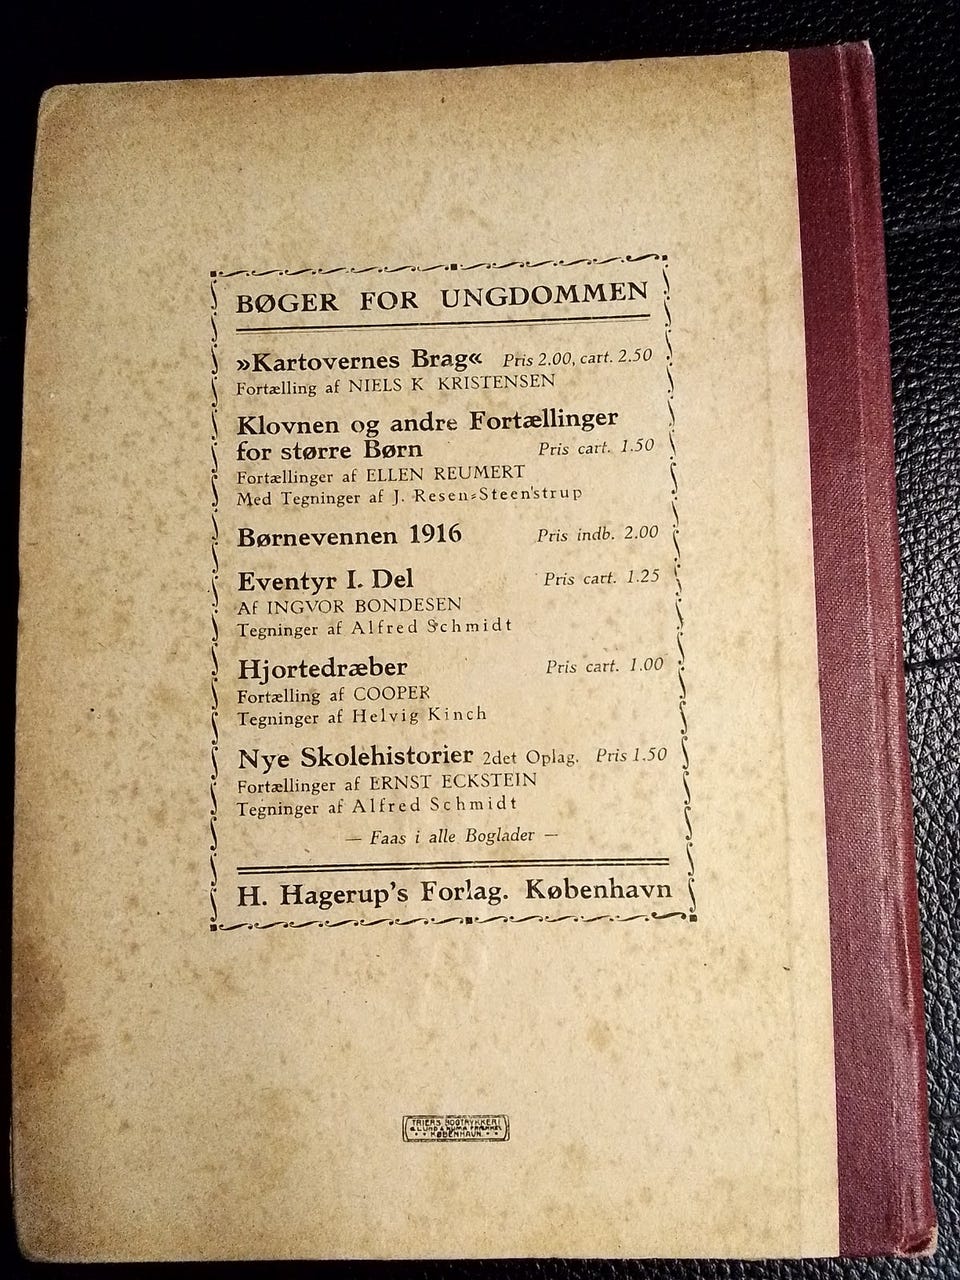 BØGER FOR UNGDOMMEN
»Kartovernes Brag« Pris 2.00, cart. 2.50
Fortælling af NIELS K KRISTENSEN
Klovnen og andre Fortællinger
for større Børn Pris cart. 1.50
Fortællinger af ELLEN REUMERT
Med Tegninger af J. Resen-Steenstrup
Børnevennen 1916 Pris indb. 2.00
Eventyr I. Del Pris cart. 1.25
Af INGVOR BONDESEN
Tegninger af Alfred Schmidt
Hjortedræber Pris cart. 1.00
Fortælling af COOPER
Tegninger af Helvig Kinch
Nye Skolehistorier 2det Oplag. Pris 1.50
Fortællinger af ERNST ECKSTEIN
Tegninger af Alfred Schmidt
— Faas i alle Boglader —
H. Hagerup's Forlag. København
TRIERS BOGTRYKKERI
KØBENHAVN